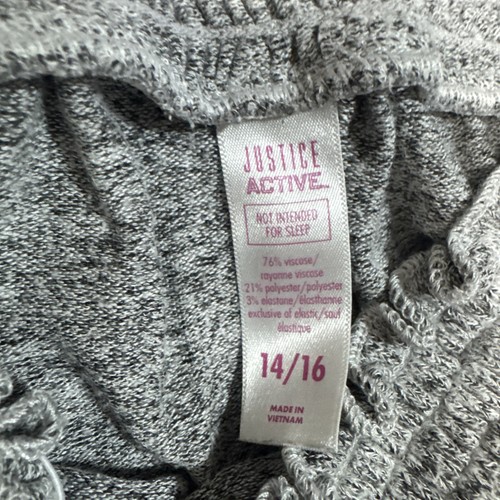 JUSTICE
ACTIVE™
NOT INTENDED
FOR SLEEP
76% viscose/
rayonne viscose
21% polyester/polyester
3% elastane/élasthanne
exclusive of elastic/sauf
élastique
14/16
MADE IN
VIETNAM